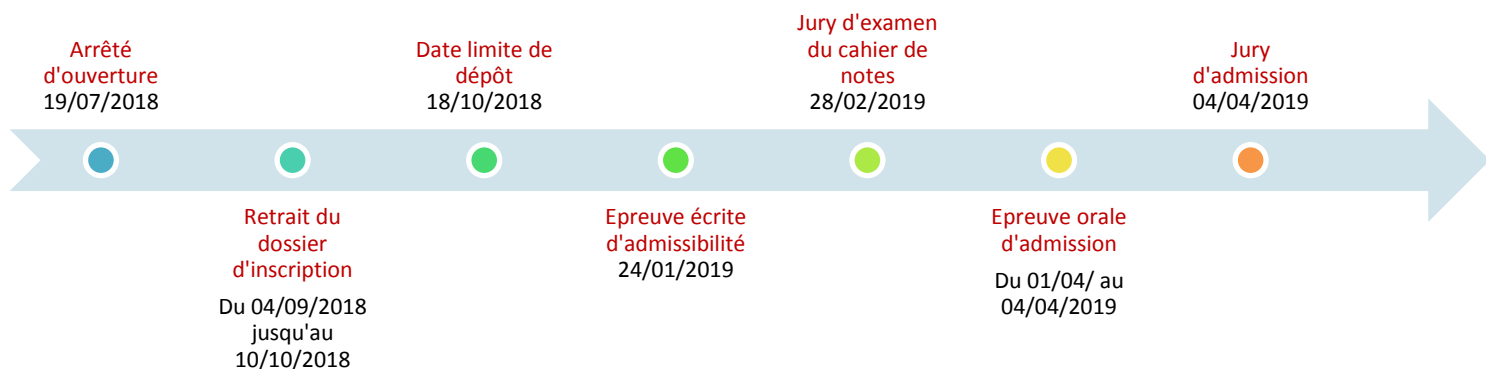 Arrêté
d'ouverture
19/07/2018
Retrait du
dossier
d'inscription
Du 04/09/2018
jusqu'au
10/10/2018
Date limite de
dépôt
18/10/2018
Epreuve écrite
d'admissibilité
24/01/2019
Jury d'examen
du cahier de
notes
28/02/2019
Epreuve orale
d'admission
Du 01/04/ au
04/04/2019
Jury
d'admission
04/04/2019